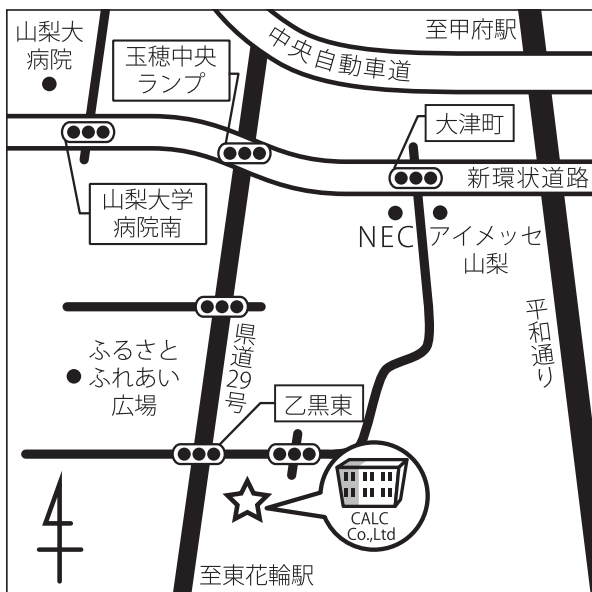 山梨大
病院
玉穂中央
ランプ
中央自動車道
至甲府駅
大津町
新環状道路
山梨大学
病院南
NEC
アイメッセ
山梨
平和通り
県道29号
ふるさと
ふれあい
広場
乙黒東
CALC
Co.,Ltd
至東花輪駅